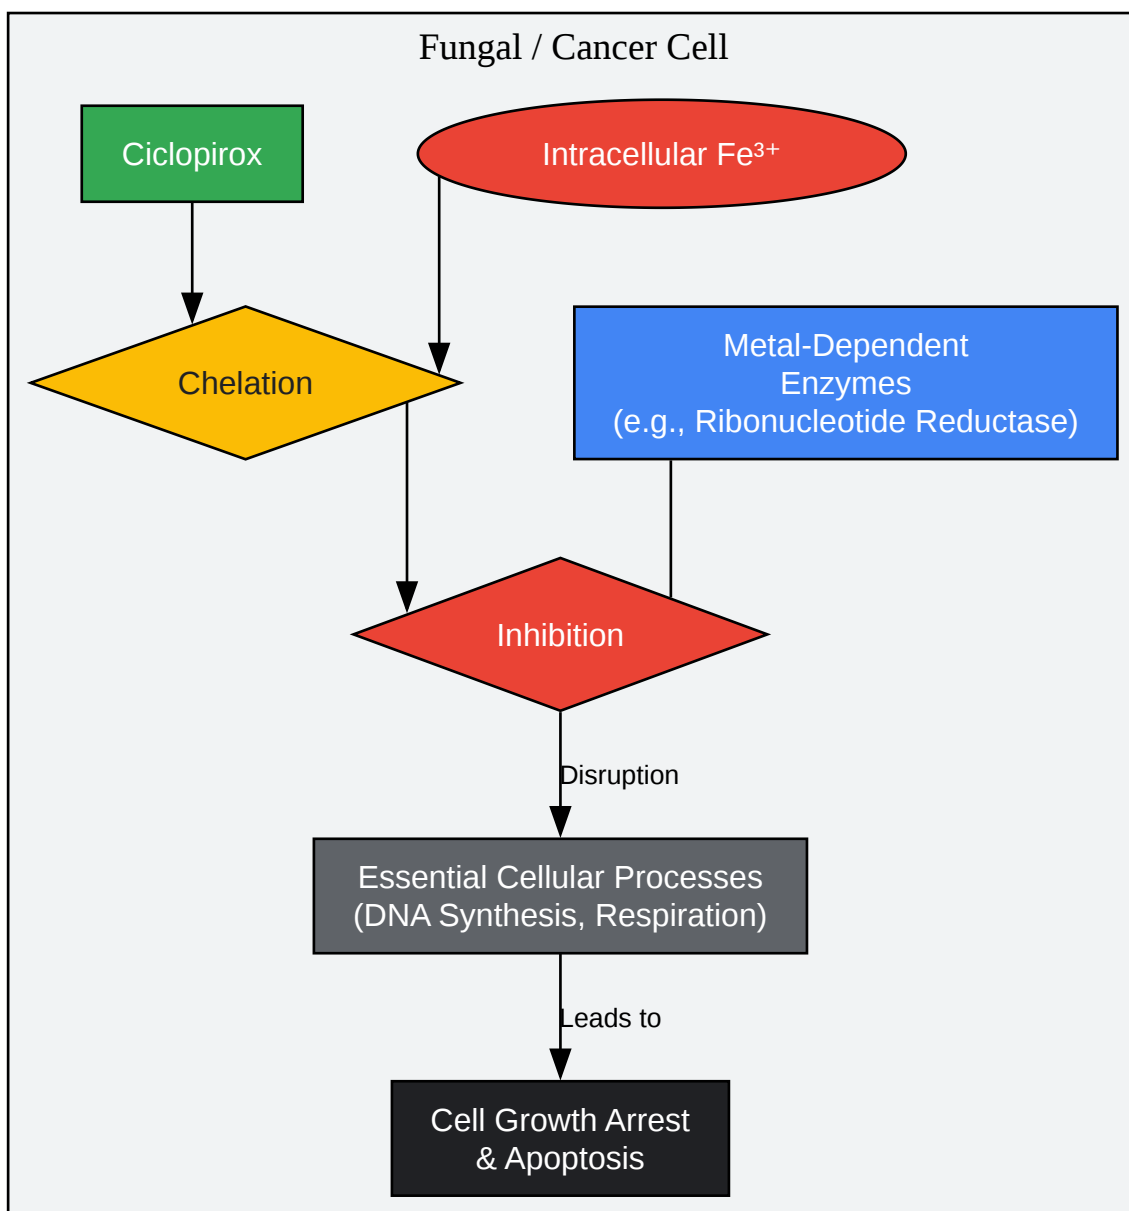 Fungal / Cancer Cell
Ciclopirox
Intracellular Fe³⁺
Chelation
Metal-Dependent
Enzymes
(e.g., Ribonucleotide Reductase)
Inhibition
Disruption
Essential Cellular Processes
(DNA Synthesis, Respiration)
Leads to
Cell Growth Arrest
& Apoptosis